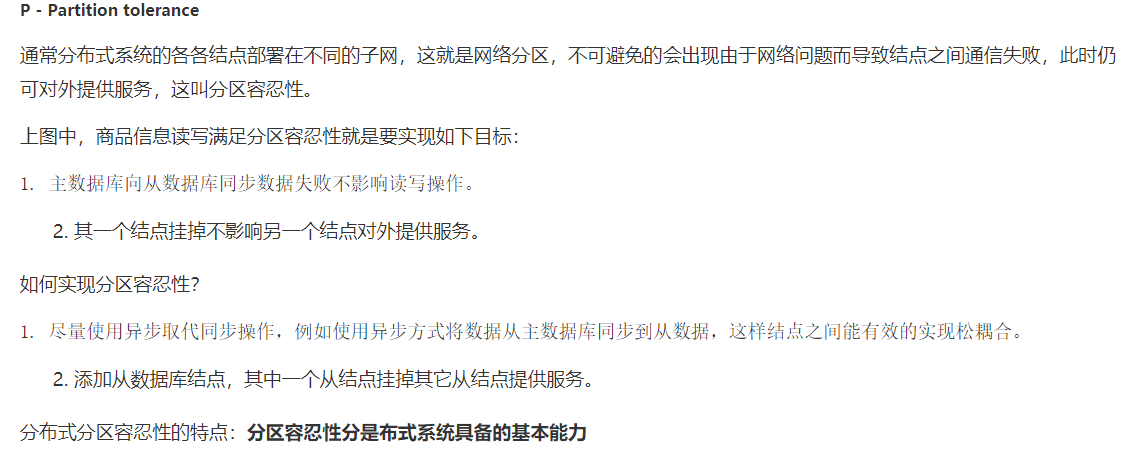 P - Partition tolerance
通常分布式系统的各各结点部署在不同的子网，这就是网络分区，不可避免的会出现由于网络问题而导致结点之间通信失败，此时仍
可对外提供服务，这叫分区容忍性。
上图中，商品信息读写满足分区容忍性就是要实现如下目标：
1. 主数据库向从数据库同步数据失败不影响读写操作。
2. 其一个结点挂掉不影响另一个结点对外提供服务。
如何实现分区容忍性？
1. 尽量使用异步取代同步操作，例如使用异步方式将数据从主数据库同步到从数据，这样结点之间能有效的实现松耦合。
2. 添加从数据库结点，其中一个从结点挂掉其它从结点提供服务。
分布式分区容忍性的特点：分区容忍性分是布式系统具备的基本能力